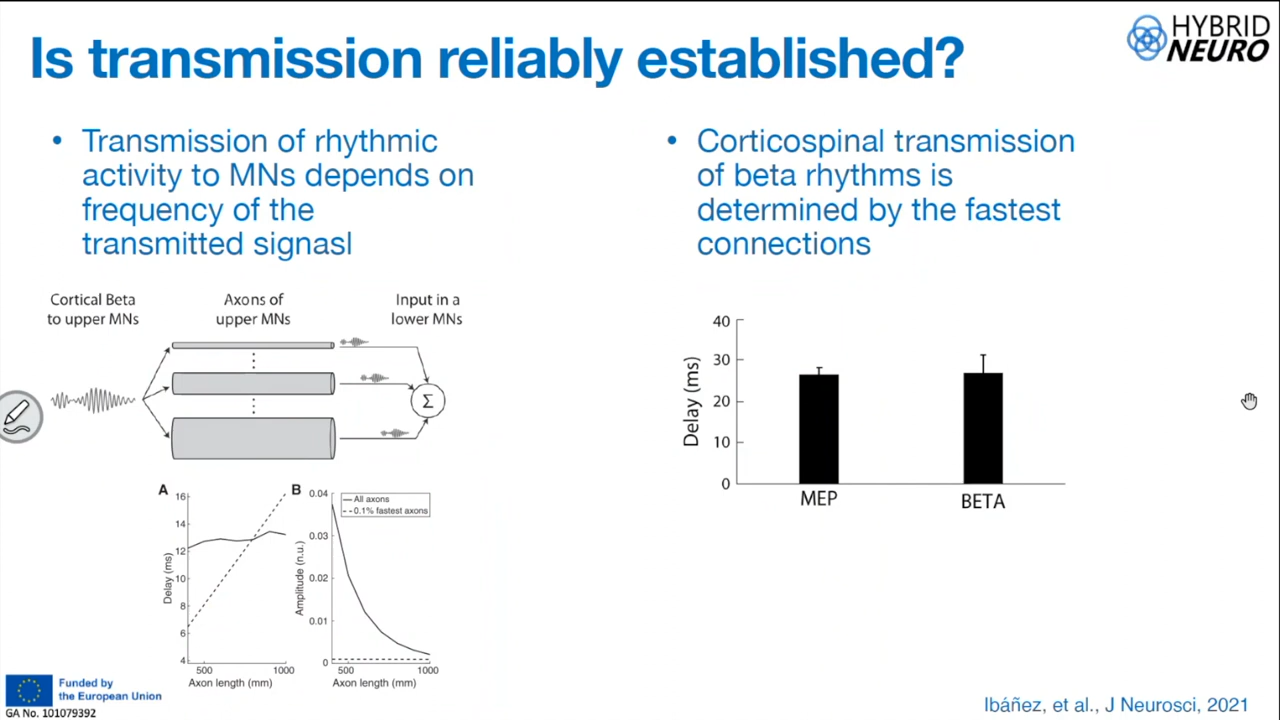 Is transmission reliably established?
HYBRID
NEURO
• Transmission of rhythmic
activity to MNs depends on
frequency of the
transmitted signasl
Cortical Beta
to upper MNs
Axons of
upper MNs
Input in a
lower MNs
Σ
A
16
14
12
10
8
6
4
Delay (ms)
500
1000
Axon length (mm)
B
0.04
0.03
0.02
0.01
0
Amplitude (n.u.)
All axons
0.1% fastest axons
500
1000
Axon length (mm)
• Corticospinal transmission
of beta rhythms is
determined by the fastest
connections
40
30
20
10
0
Delay (ms)
MEP
BETA
Funded by
the European Union
GA No. 101079392
Ibáñez, et al., J Neurosci, 2021